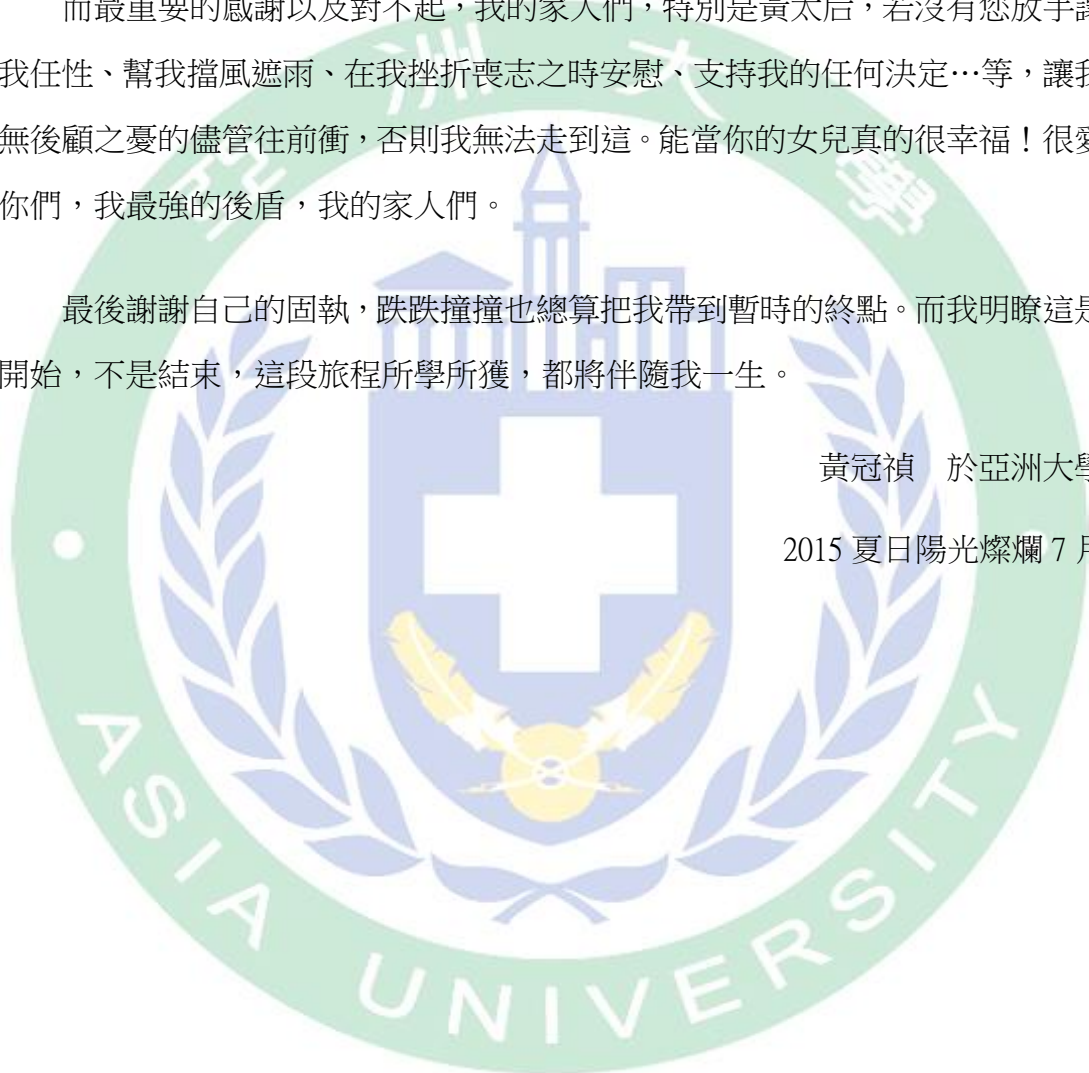 而最重要的感謝以及對不起，我的家人們，特別是黃太后，若沒有您放手讓
我任性、幫我擋風遮雨、在我挫折喪志之時安慰、支持我的任何決定…等，讓我
無後顧之憂的儘管往前衝，否則我無法走到這。能當你的女兒真的很幸福！很愛
你們，我最強的後盾，我的家人們。
最後謝謝自己的固執，跌跌撞撞也總算把我帶到暫時的終點。而我明瞭這是
開始，不是結束，這段旅程所學所獲，都將伴隨我一生。
黃冠禎　於亞洲大學
2015 夏日陽光燦爛 7 月
亞洲大學
ASIA UNIVERSITY